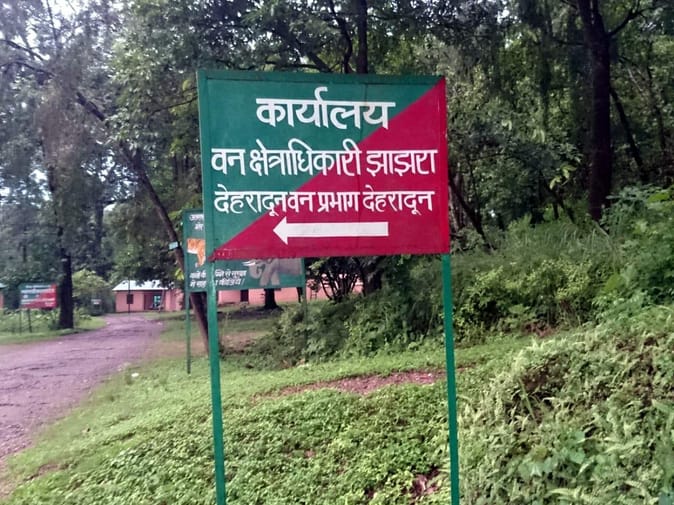 कार्यालय
वन क्षेत्राधिकारी झाझरा
देहरादून वन प्रभाग देहरादून